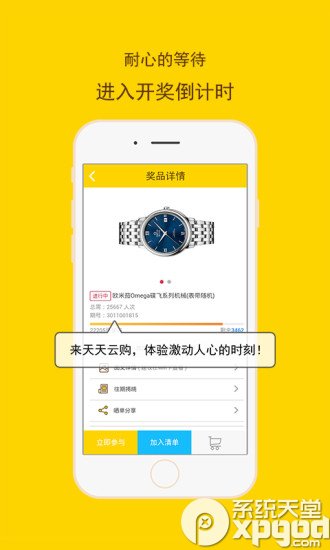 耐心的等待
进入开奖倒计时
奖品详情
进行中 欧米茄Omega碟飞系列机械(表带随机)
总需：25667 人次
期号：3011001815
剩余3462
来天天云购，体验激动人心的时刻！
往期揭晓
晒单分享
立即参与 加入清单
系统天堂
xpgod
.com